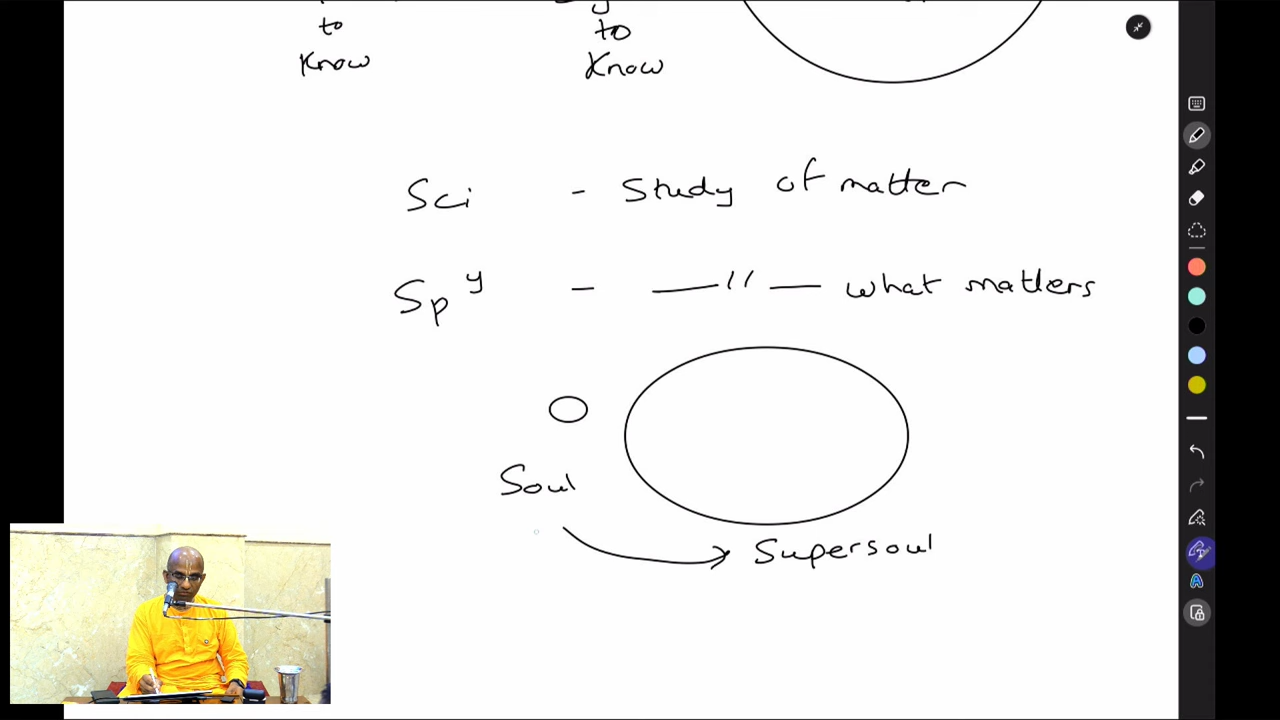 to to
Know Know
Sci - Study of matter
Sp y - —〃— what matters
Soul
Supersoul